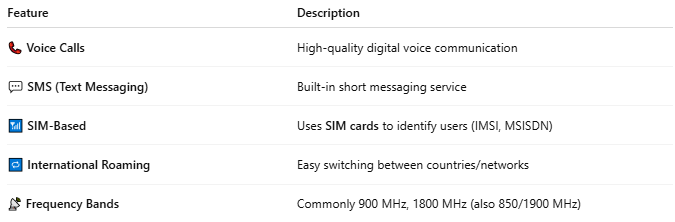 Feature Description
Voice Calls High-quality digital voice communication
SMS (Text Messaging) Built-in short messaging service
SIM-Based Uses SIM cards to identify users (IMSI, MSISDN)
International Roaming Easy switching between countries/networks
Frequency Bands Commonly 900 MHz, 1800 MHz (also 850/1900 MHz)